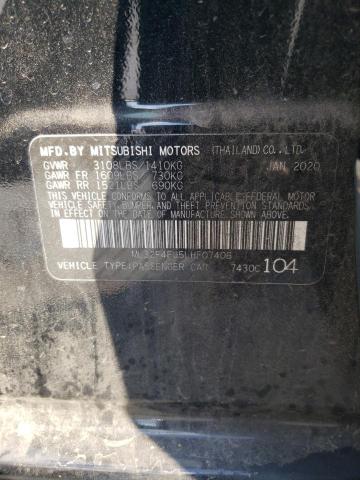 MFD.BY MITSUBISHI MOTORS (THAILAND) CO.,LTD
GVWR 3108LBS/1410KG JAN 2020
GAWR FR 1609LBS 730KG
GAWR RR 1521LBS 690KG
THIS VEHICLE CONFORMS TO ALL APPLICABLE FEDERAL MOTOR
VEHICLE SAFETY, BUMPER, AND THEFT PREVENTION
STANDARDS IN EFFECT ON THE DATE OF MANUFACTURE SHOWN ABOVE.
VEHICLE TYPE:PASSENGER CAR 7430C 104